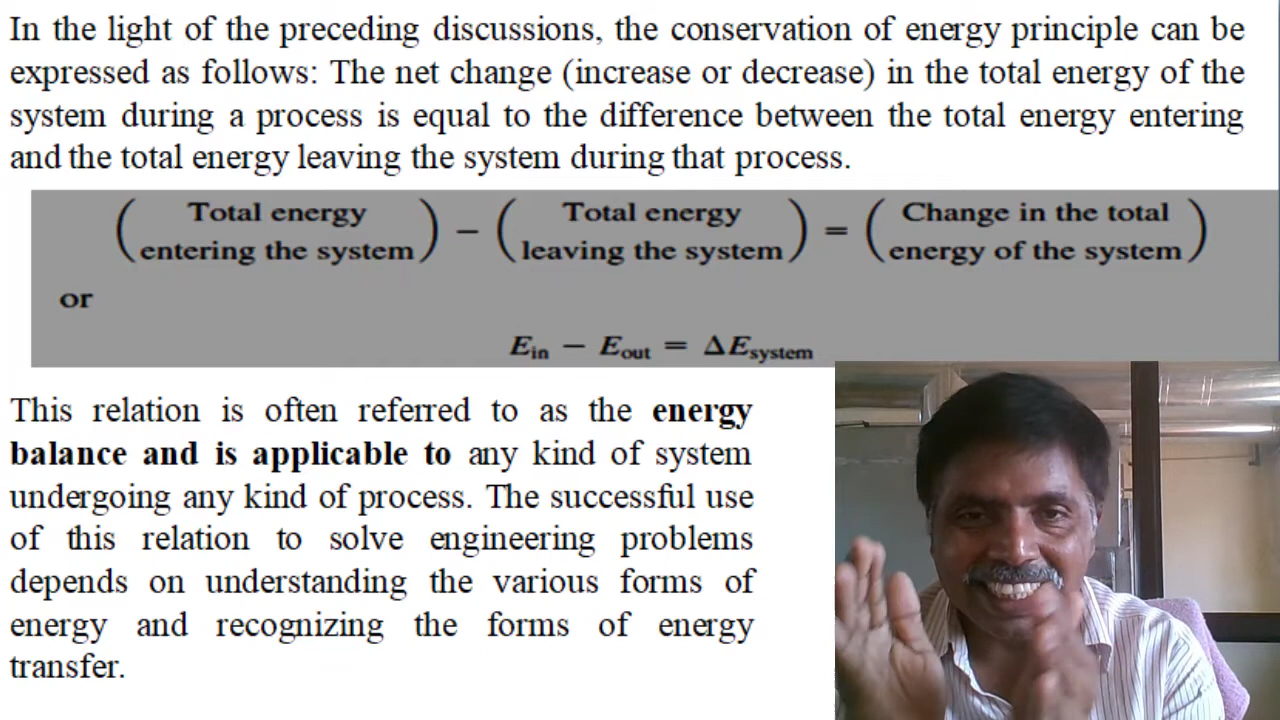 In the light of the preceding discussions, the conservation of energy principle can be
expressed as follows: The net change (increase or decrease) in the total energy of the
system during a process is equal to the difference between the total energy entering
and the total energy leaving the system during that process.
( Total energy entering the system ) − ( Total energy leaving the system ) = ( Change in the total energy of the system )
or
Ein − Eout = ΔEsystem
This relation is often referred to as the energy
balance and is applicable to any kind of system
undergoing any kind of process. The successful use
of this relation to solve engineering problems
depends on understanding the various forms of
energy and recognizing the forms of energy
transfer.